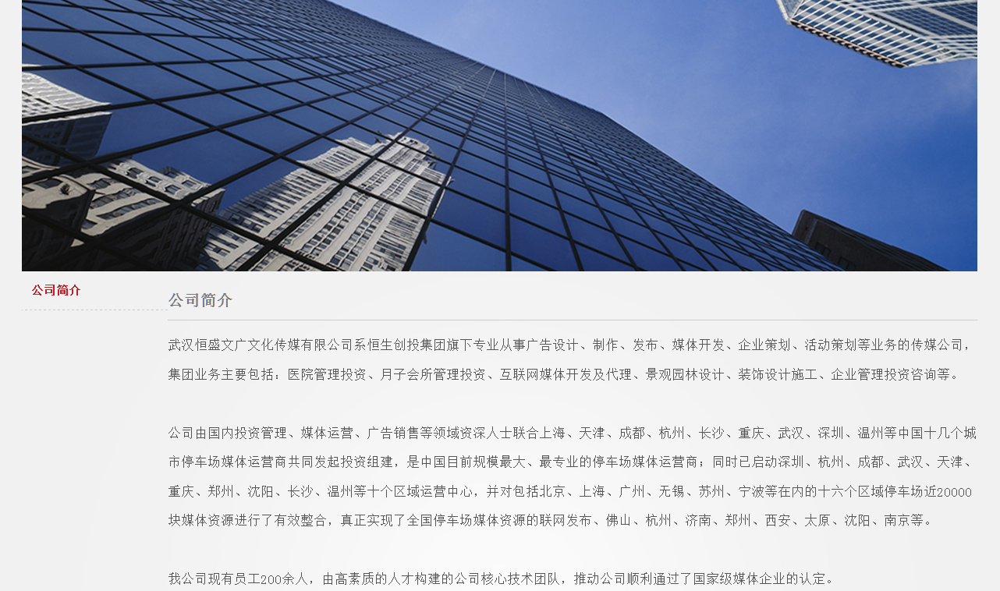 公司简介
公司简介
武汉恒盛文广文化传媒有限公司系恒生创投集团旗下专业从事广告设计、制作、发布、媒体开发、企业策划、活动策划等业务的传媒公司，
集团业务主要包括：医院管理投资、月子会所管理投资、互联网媒体开发及代理、景观园林设计、装饰设计施工、企业管理投资咨询等。
公司由国内投资管理、媒体运营、广告销售等领域资深人士联合上海、天津、成都、杭州、长沙、重庆、武汉、深圳、温州等中国十几个城
市停车场媒体运营商共同发起投资组建，是中国目前规模最大、最专业的停车场媒体运营商；同时已启动深圳、杭州、成都、武汉、天津、
重庆、郑州、沈阳、长沙、温州等十个区域运营中心，并对包括北京、上海、广州、无锡、苏州、宁波等在内的十六个区域停车场近20000
块媒体资源进行了有效整合，真正实现了全国停车场媒体资源的联网发布、佛山、杭州、济南、郑州、西安、太原、沈阳、南京等。
我公司现有员工200余人，由高素质的人才构建的公司核心技术团队，推动公司顺利通过了国家级媒体企业的认定。